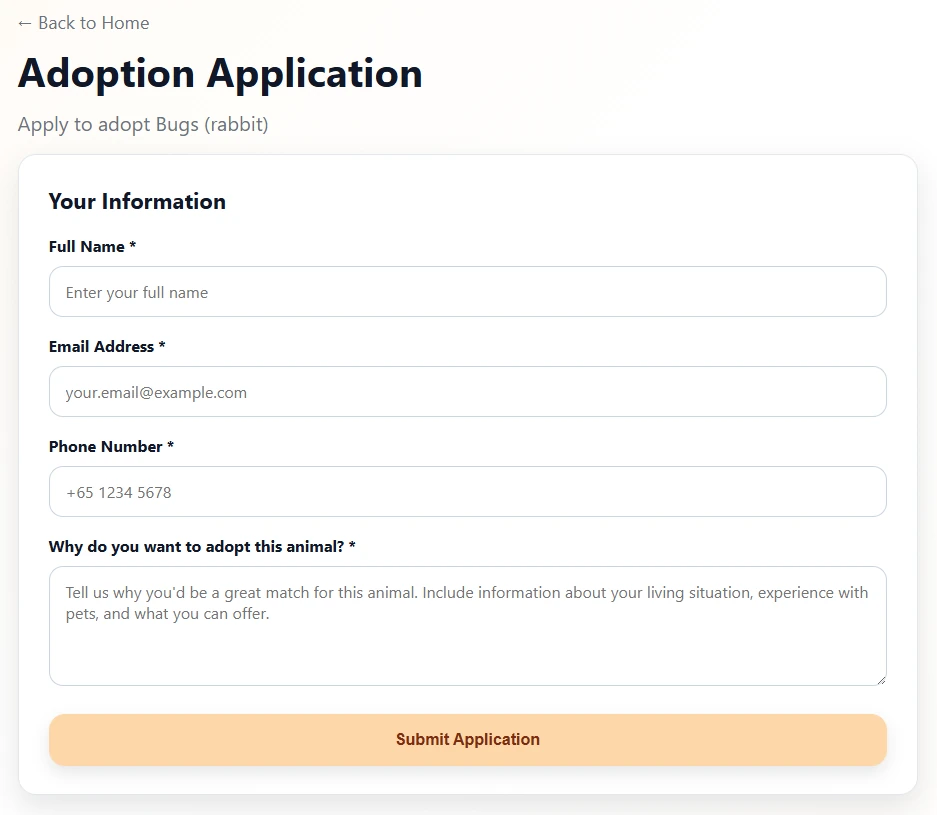 ← Back to Home
Adoption Application
Apply to adopt Bugs (rabbit)
Your Information
Full Name *
Enter your full name
Email Address *
your.email@example.com
Phone Number *
+65 1234 5678
Why do you want to adopt this animal? *
Tell us why you'd be a great match for this animal. Include information about your living situation, experience with
pets, and what you can offer.
Submit Application